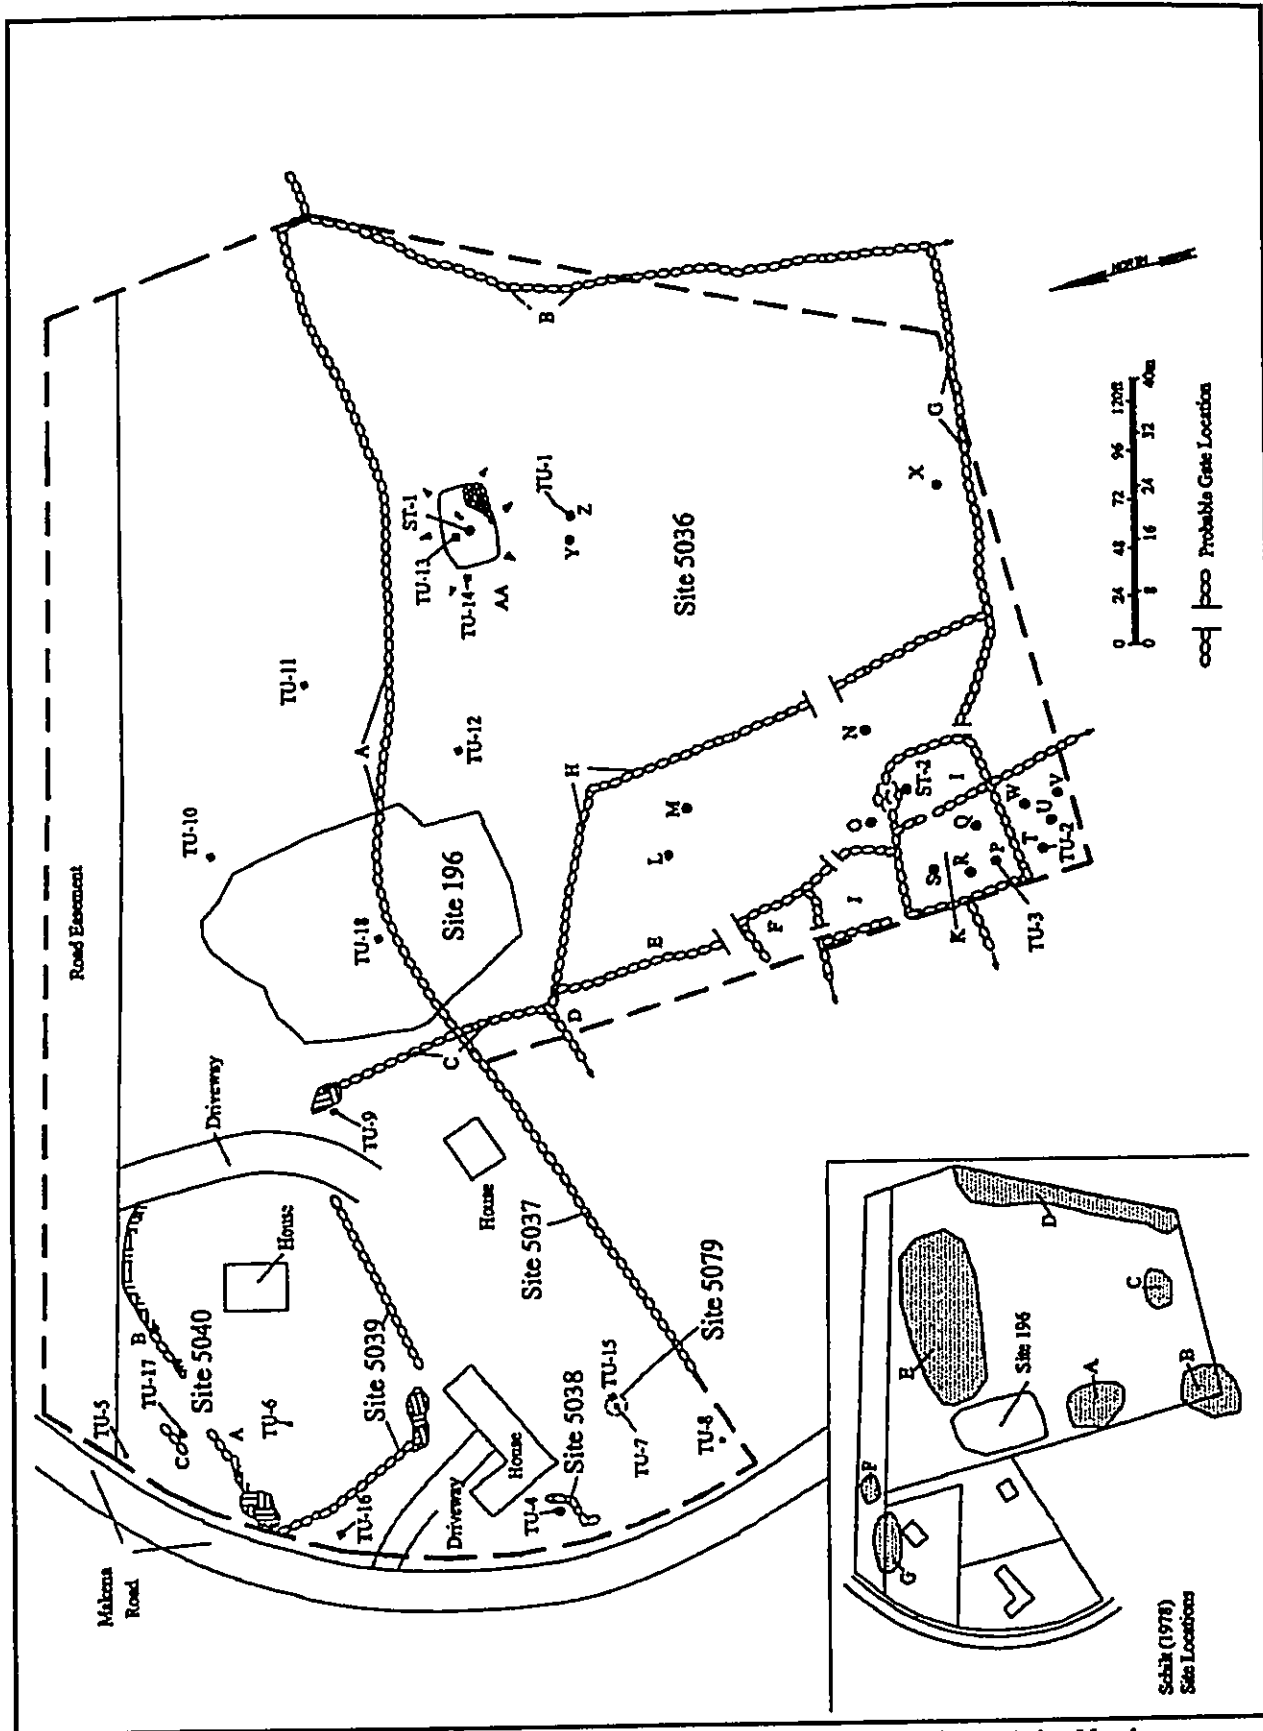 Road Easement
Makena
Road
TU-5
TU-17
C
B
Site 5040
A
TU-6
House
Driveway
TU-16
Site 5039
Driveway
House
TU-4
Site 5038
TU-7
TU-15
Site 5079
TU-8
Site 5037
House
TU-9
C
D
TU-10
TU-18
Site 196
TU-11
A
TU-12
TU-13
ST-1
TU-14
AA
TU-1
Y
Z
B
Site 5036
H
M
L
E
F
I
N
O
ST-2
I
Q
S
R
P
K
TU-3
W
U
V
T
TU-2
X
G
NORTH
0 24 48 72 96 120ft
0 8 16 24 32 40m
Probable Gate Location
Schilt (1978)
Site Locations
G
F
E
Site 196
A
B
C
D